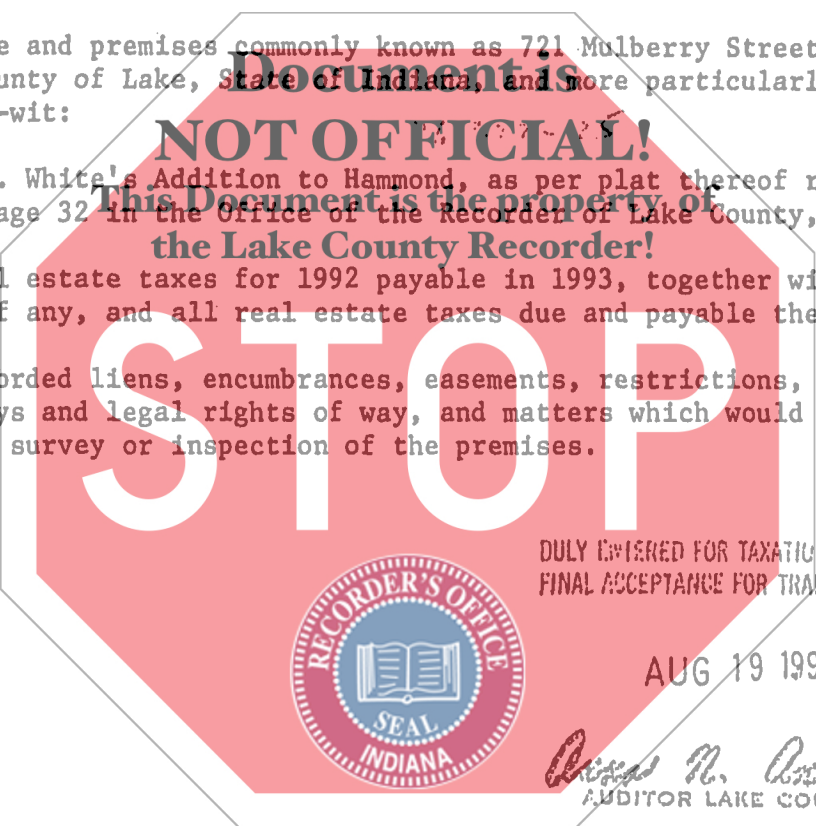 e and premises commonly known as 721 Mulberry Street
Document is
unty of Lake, State of Indiana, and more particularl
-wit:
NOT OFFICIAL!
. White's Addition to Hammond, as per plat thereof r
This Document is the property of
age 32 in the Office of the Recorder of Lake County,
the Lake County Recorder!
l estate taxes for 1992 payable in 1993, together wi
f any, and all real estate taxes due and payable the
STOP
orded liens, encumbrances, easements, restrictions,
ys and legal rights of way, and matters which would
survey or inspection of the premises.
DULY ENTERED FOR TAXATIO
FINAL ACCEPTANCE FOR TRA
RECORDER'S OFFICE
SEAL
INDIANA
AUG 19 199
AUDITOR LAKE COU